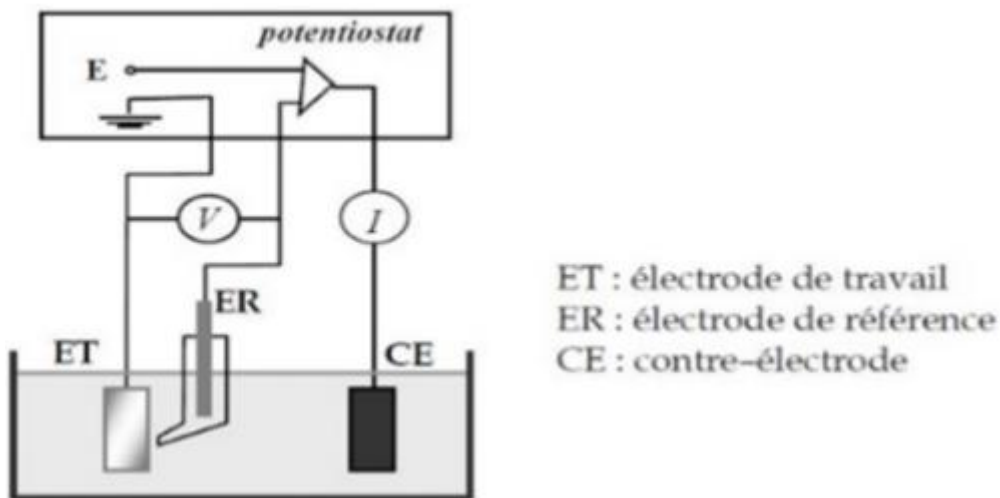 potentiostat
E
V
I
ER
ET
CE
ET : électrode de travail
ER : électrode de référence
CE : contre-électrode